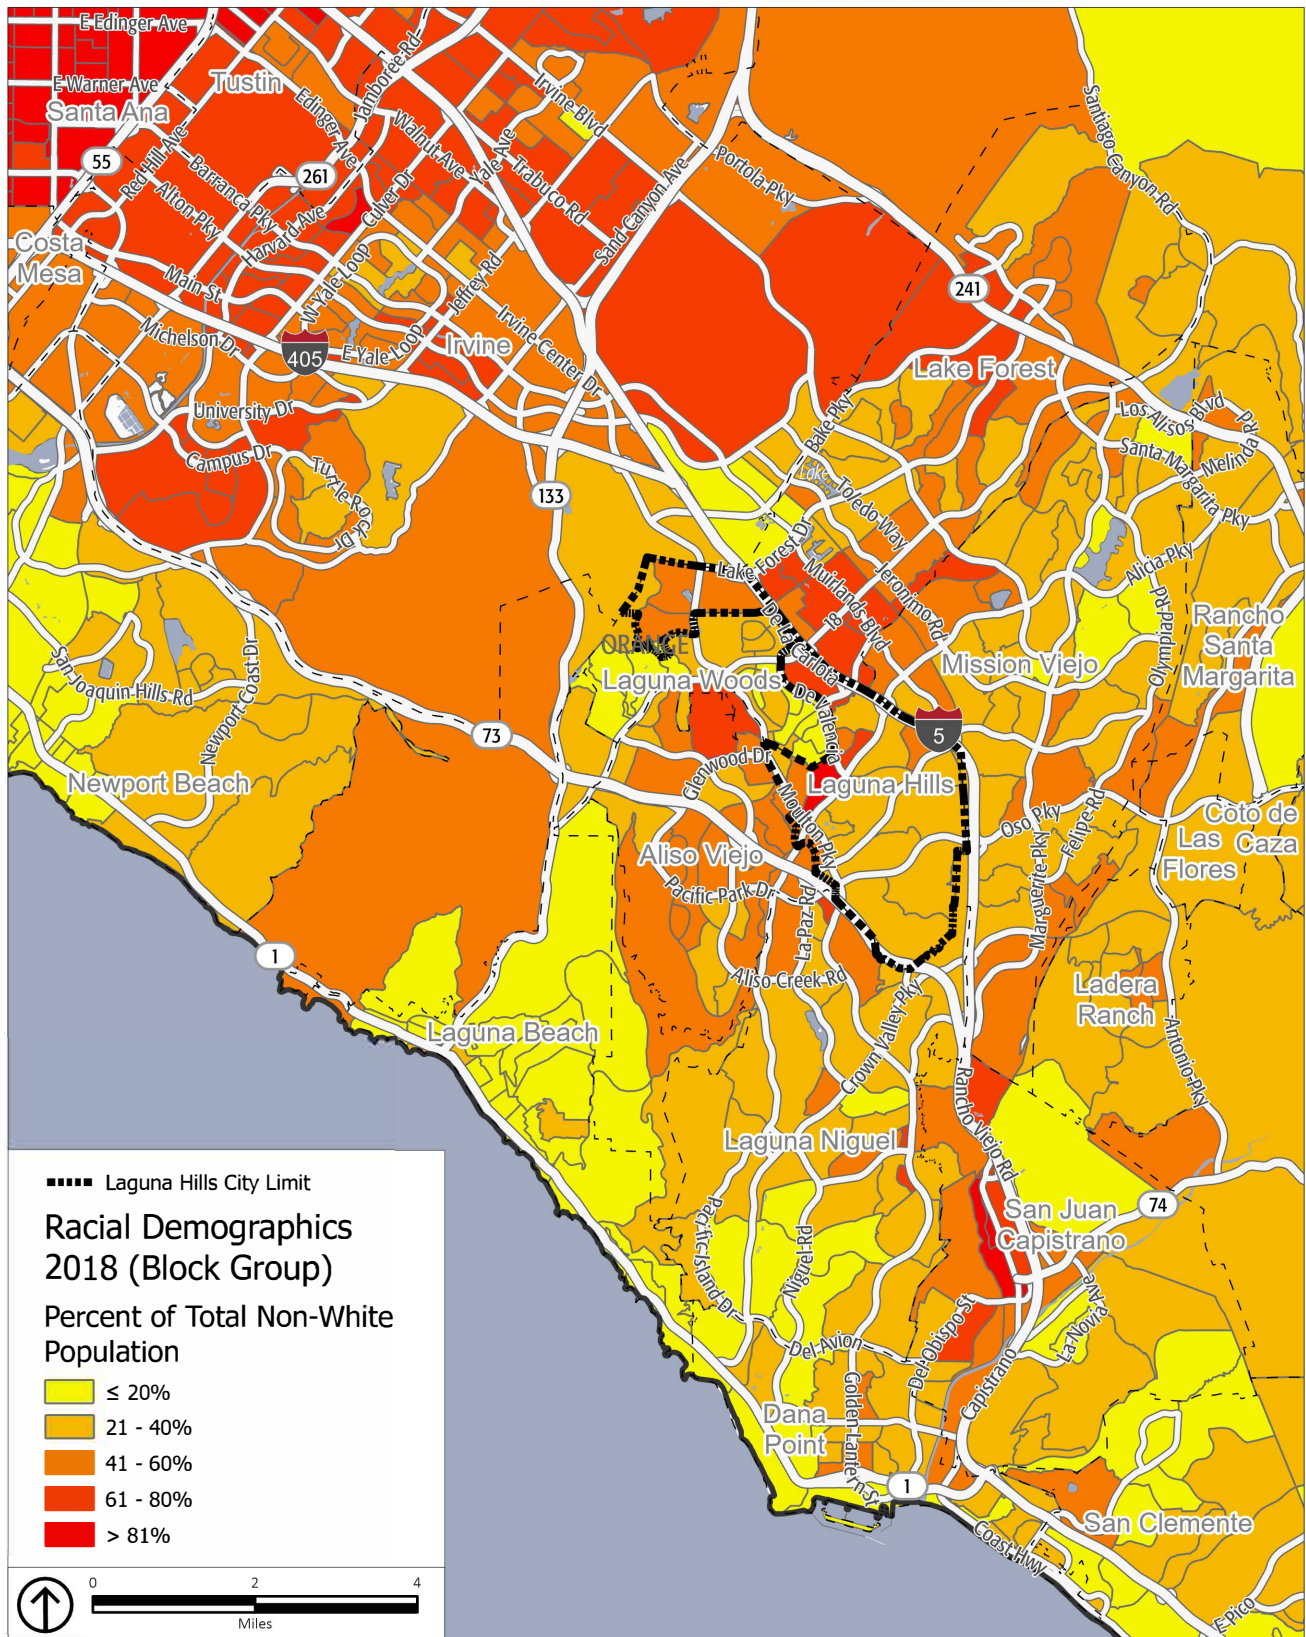 E Edinger Ave
E Warner Ave
Santa Ana
Tustin
Edinger Ave
Jamboree Rd
Walnut Ave
Yale Ave
Irvine Blvd
Trabuco Rd
Sand Canyon Ave
Portola Pky
Santiago Canyon Rd
55
261
Red Hill Ave
Barranca Pky
Alton Pky
Harvard Ave
Culver Dr
Costa
Mesa
Main St
W Yale Loop
Jeffrey Rd
241
Michelson Dr
405
E Yale Loop
Irvine
Irvine Center Dr
Lake Forest
University Dr
Campus Dr
Turtle Rock Dr
133
Bake Pky
Los Alisos Blvd
Santa Margarita Pky
Melinda Rd
Lake
Toledo Way
Lake Forest Dr
Muirlands Blvd
Jeronimo Rd
Alicia Pky
Olympiad Rd
ORANGE
De La Carlota
88
Rancho
Santa
Margarita
San Joaquin Hills Rd
Newport Coast Dr
Laguna Woods
De Valencia
Mission Viejo
73
5
Newport Beach
Glenwood Dr
Moulton Pky
Laguna Hills
Oso Pky
Felipe Rd
Coto de
Caza
Las
Flores
Aliso Viejo
Pacific Park Dr
La Paz Rd
Marguerite Pky
1
Aliso Creek Rd
Ladera
Ranch
Antonio Pky
Laguna Beach
Crown Valley Pky
Rancho Viejo Rd
Laguna Niguel
74
San Juan
Capistrano
Pacific Island Dr
Niguel Rd
La Novia Ave
Del Avion
Del Obispo St
Capistrano
Golden Lantern St
Dana
Point
1
San Clemente
Coast Hwy
E Pico
Laguna Hills City Limit
Racial Demographics
2018 (Block Group)
Percent of Total Non-White
Population
≤ 20%
21 - 40%
41 - 60%
61 - 80%
> 81%
0 2 4
Miles